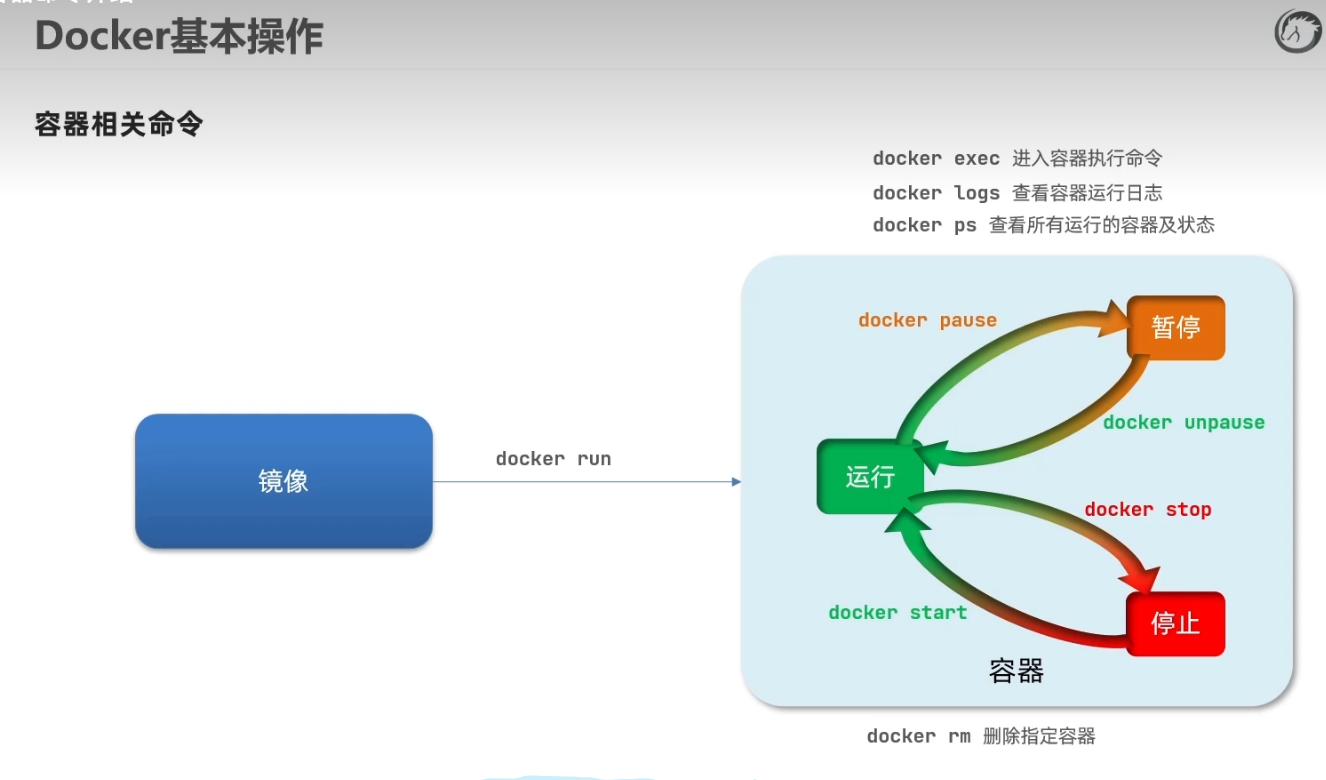 Docker基本操作
容器相关命令
docker exec 进入容器执行命令
docker logs 查看容器运行日志
docker ps 查看所有运行的容器及状态
docker pause
暂停
docker unpause
镜像
docker run
运行
docker stop
docker start
停止
容器
docker rm 删除指定容器